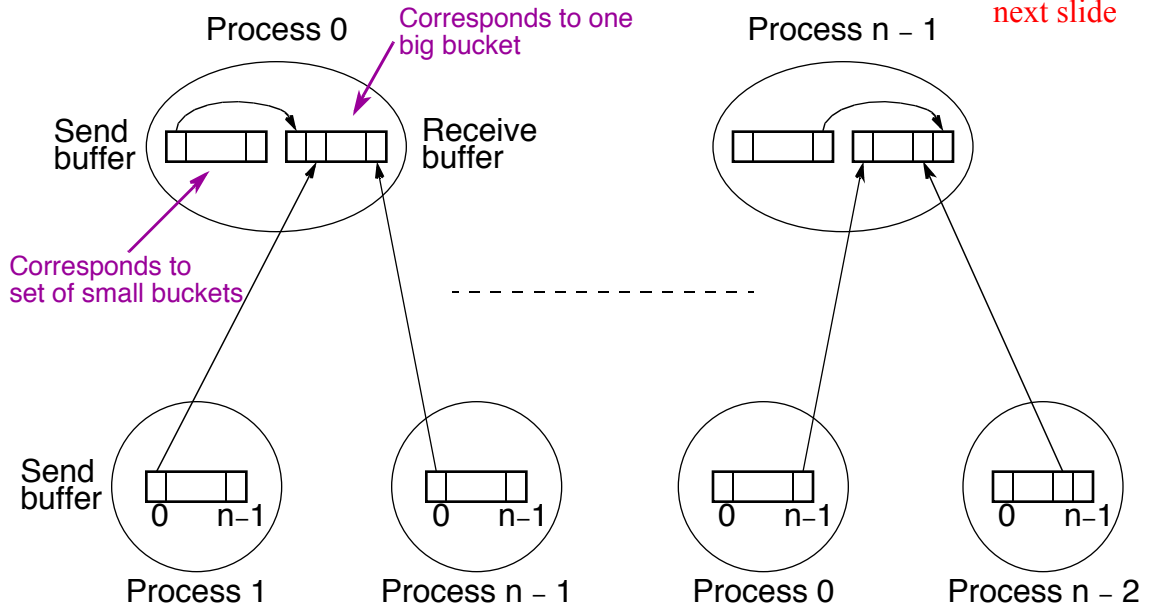 Process 0
Corresponds to one
big bucket
Process n – 1
next slide
Send
buffer
Receive
buffer
Corresponds to
set of small buckets
Send
buffer
0
n–1
0
n–1
0
n–1
0
n–1
Process 1
Process n – 1
Process 0
Process n – 2